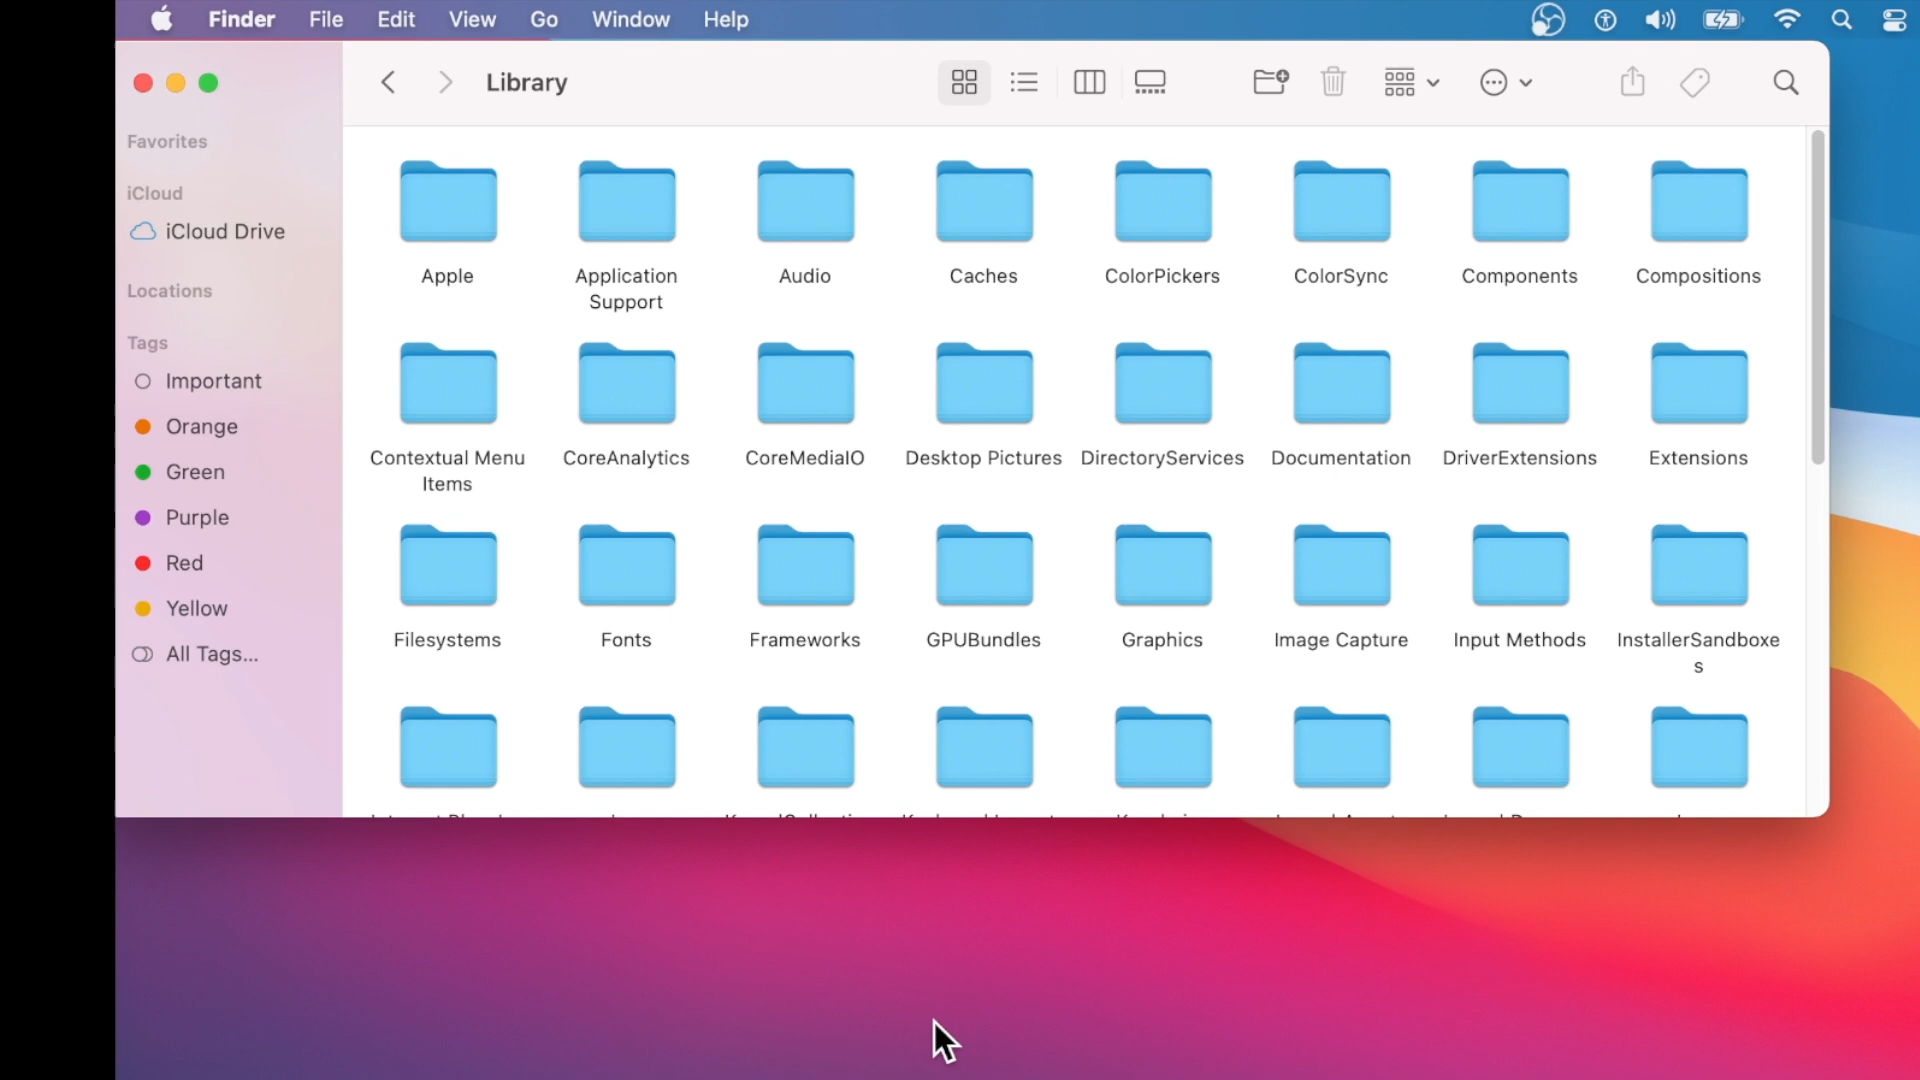 Finder File Edit View Go Window Help
Library
Favorites
iCloud
iCloud Drive
Locations
Tags
Important
Orange
Green
Purple
Red
Yellow
All Tags...
Apple Application Support Audio Caches ColorPickers ColorSync Components Compositions
Contextual Menu Items CoreAnalytics CoreMediaIO Desktop Pictures DirectoryServices Documentation DriverExtensions Extensions
Filesystems Fonts Frameworks GPUBundles Graphics Image Capture Input Methods InstallerSandboxes